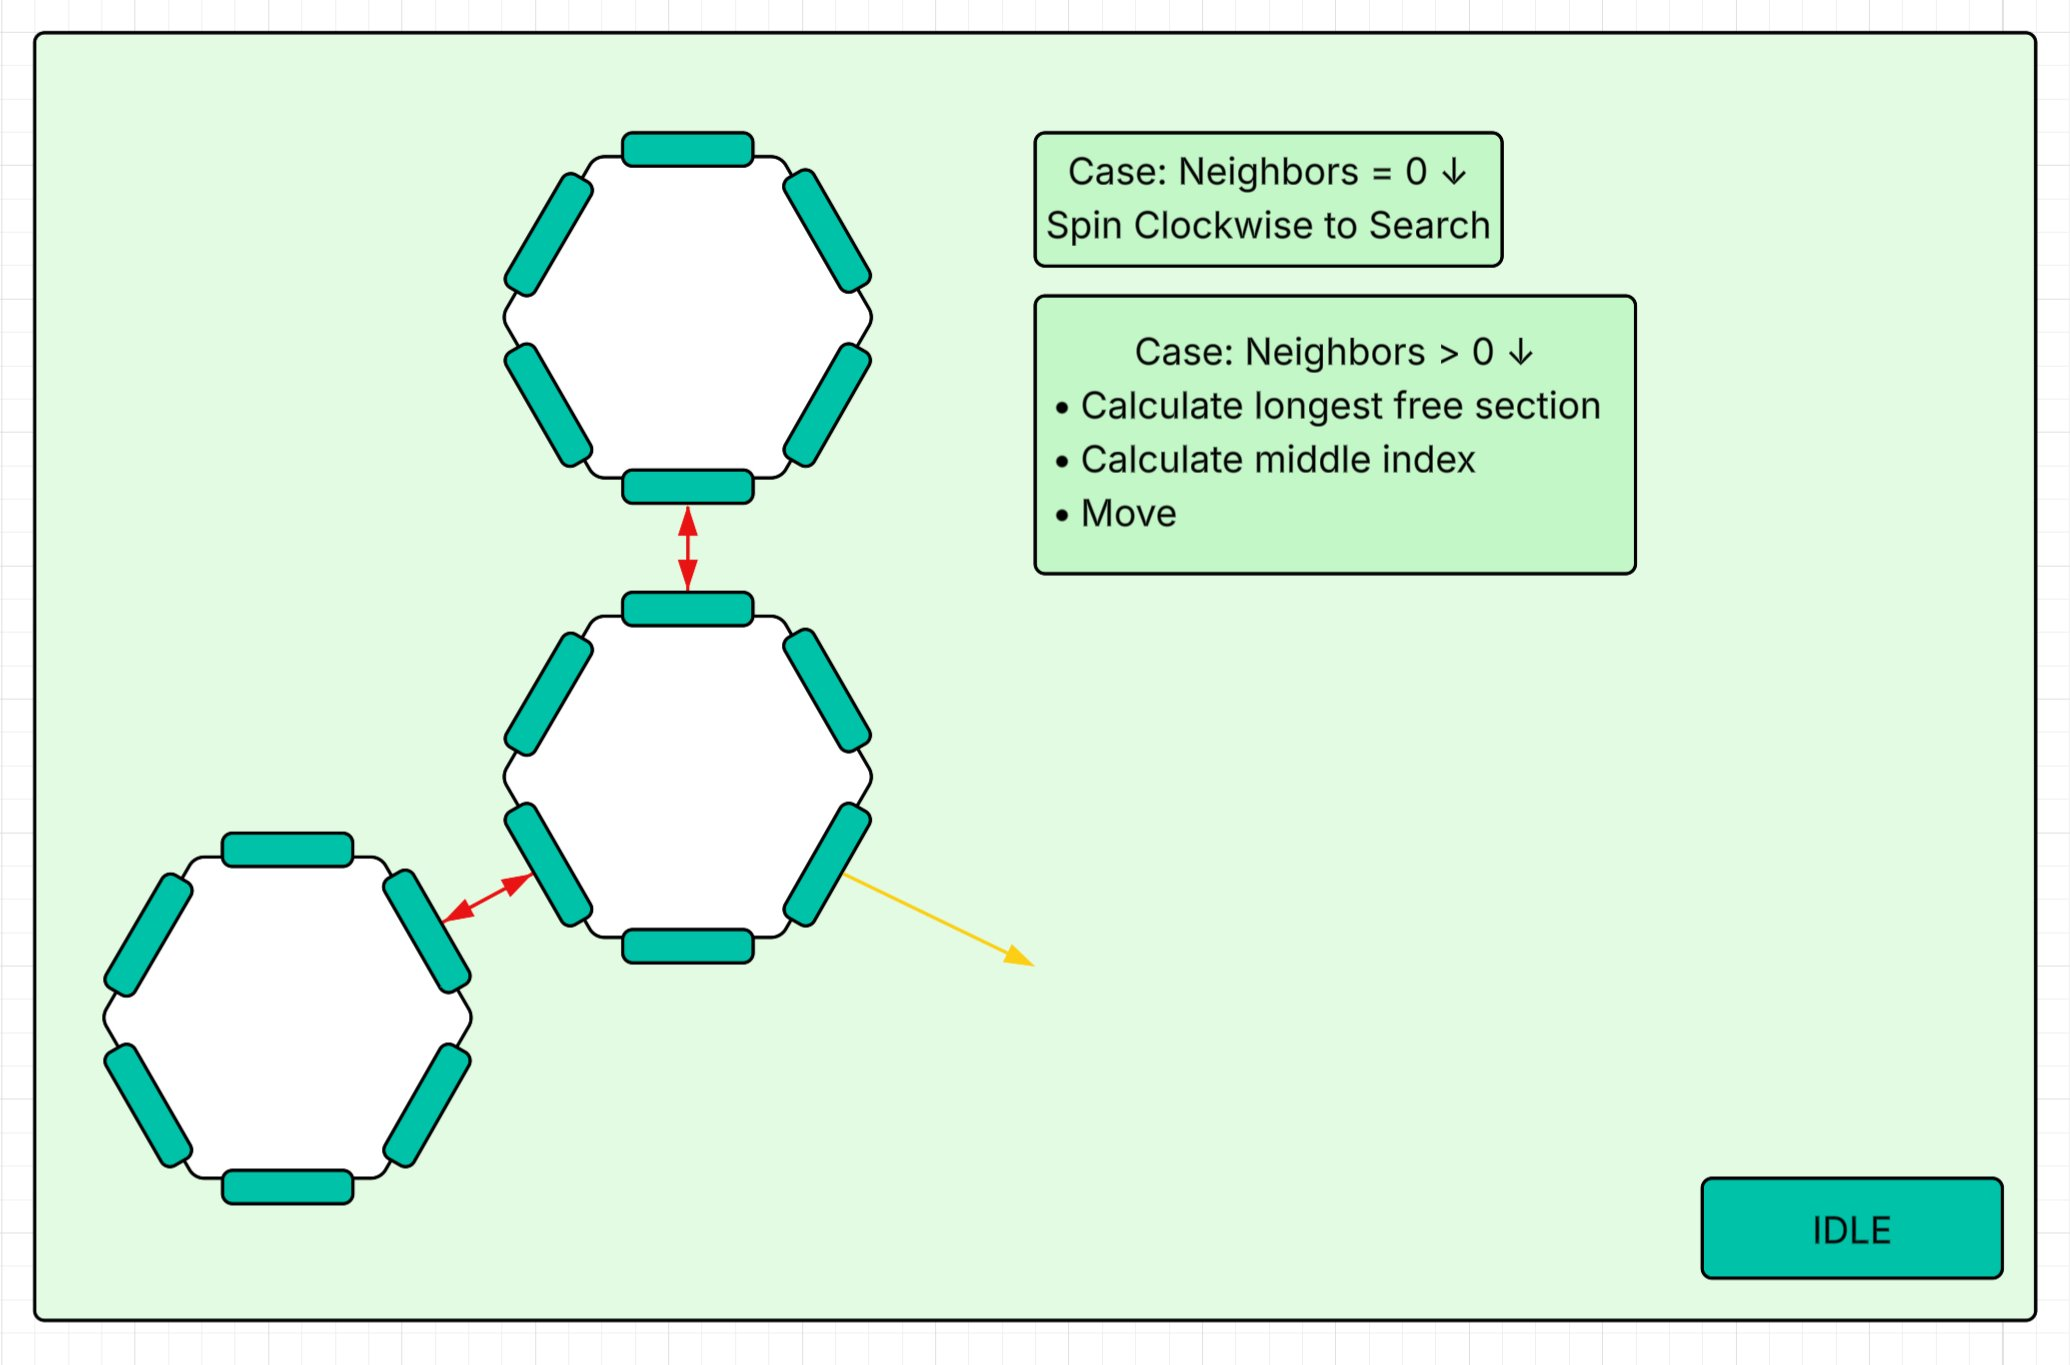 Case: Neighbors = 0 ↓
Spin Clockwise to Search
Case: Neighbors > 0 ↓
• Calculate longest free section
• Calculate middle index
• Move
IDLE